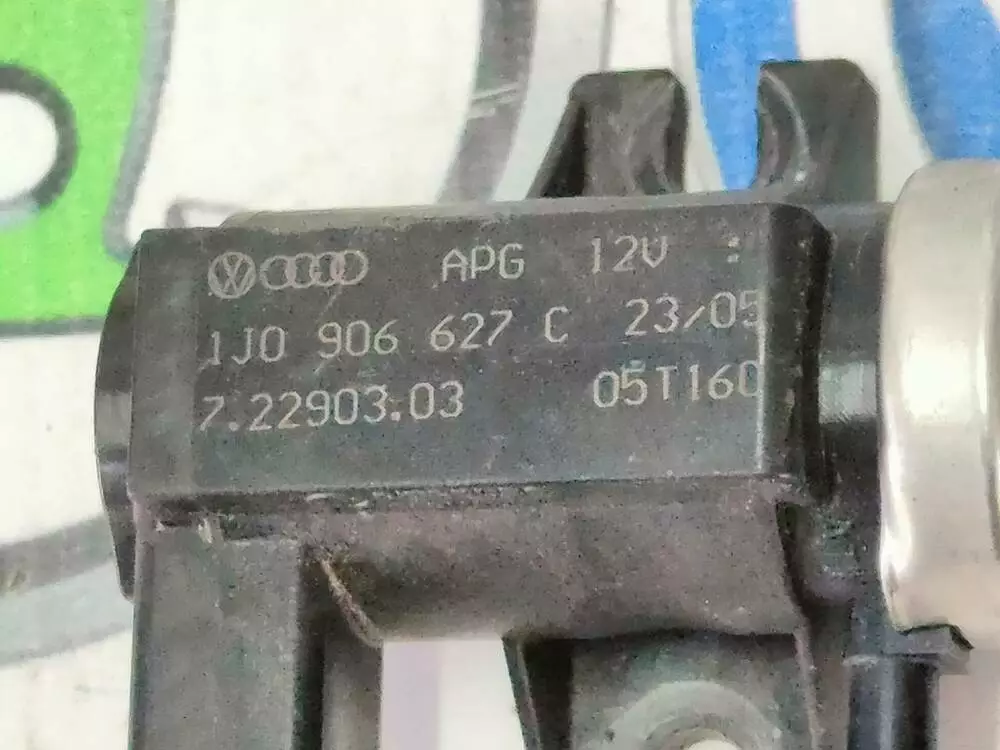 APG 12V :
1J0 906 627 C 23/05
7.22903.03 05T160